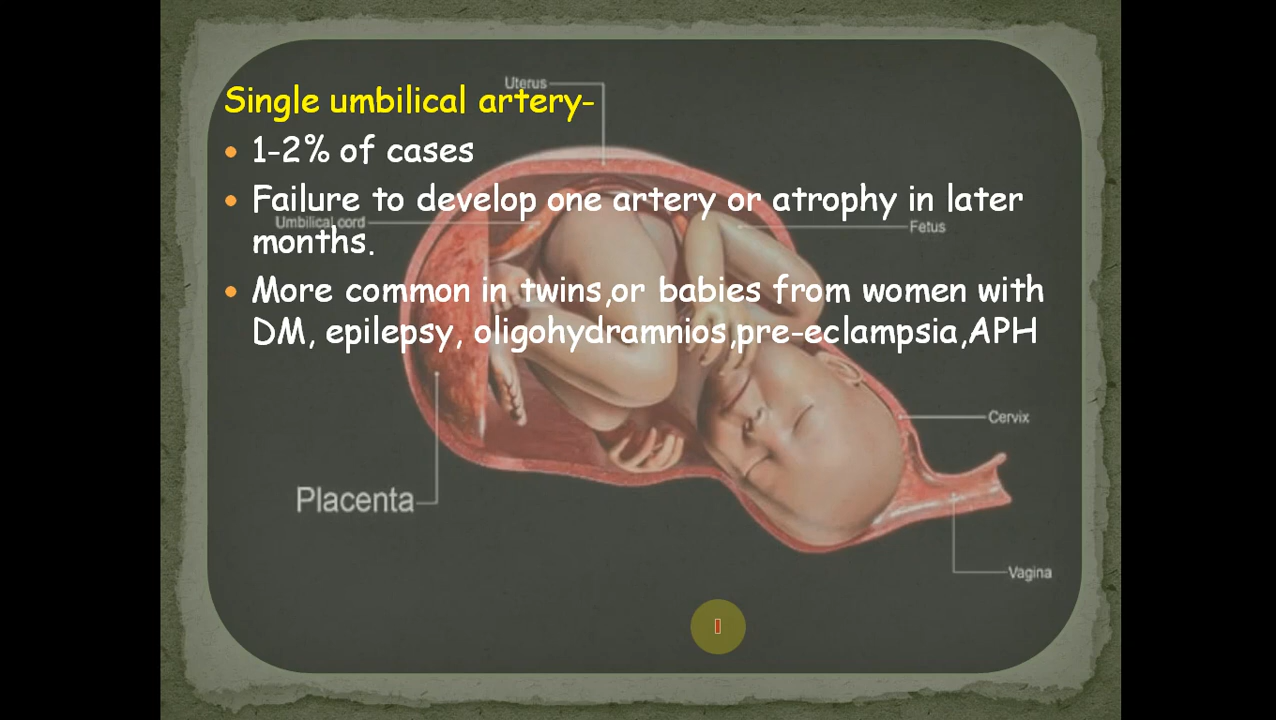 Uterus
Single umbilical artery-
• 1-2% of cases
• Failure to develop one artery or atrophy in later
Umbilical cord
Fetus
months.
• More common in twins,or babies from women with
DM, epilepsy, oligohydramnios,pre-eclampsia,APH
Cervix
Placenta
Vagina